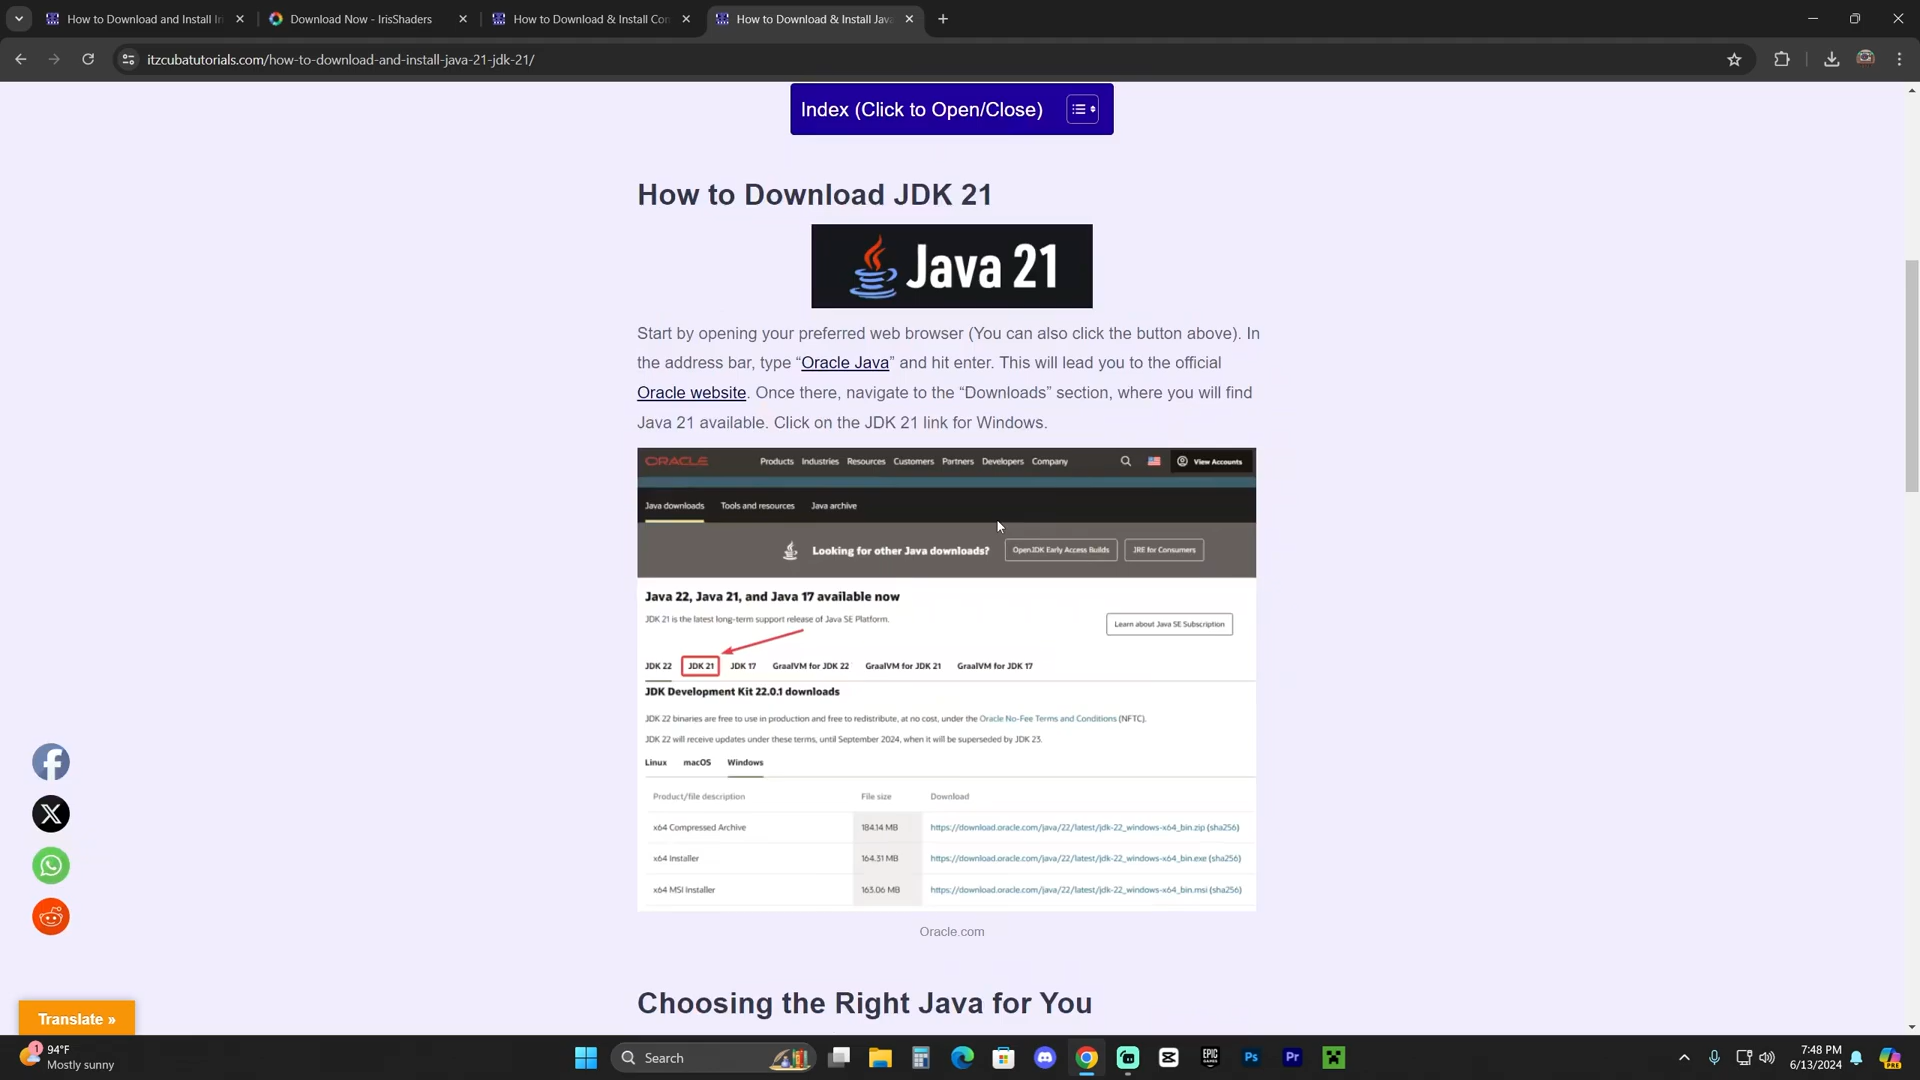 How to Download and Install Iri
Download Now - IrisShaders
How to Download & Install Com
How to Download & Install Java
itzcubatutorials.com/how-to-download-and-install-java-21-jdk-21/
Index (Click to Open/Close)
How to Download JDK 21
Java 21
Start by opening your preferred web browser (You can also click the button above). In
the address bar, type “Oracle Java” and hit enter. This will lead you to the official
Oracle website. Once there, navigate to the “Downloads” section, where you will find
Java 21 available. Click on the JDK 21 link for Windows.
ORACLE Products Industries Resources Customers Partners Developers Company View Accounts
Java downloads Tools and resources Java archive
Looking for other Java downloads? OpenJDK Early Access Builds JRE for Consumers
Java 22, Java 21, and Java 17 available now
JDK 21 is the latest long-term support release of Java SE Platform.
Learn about Java SE Subscription
JDK 22 JDK 21 JDK 17 GraalVM for JDK 22 GraalVM for JDK 21 GraalVM for JDK 17
JDK Development Kit 22.0.1 downloads
JDK 22 binaries are free to use in production and free to redistribute, at no cost, under the Oracle No-Fee Terms and Conditions (NFTC).
JDK 22 will receive updates under these terms, until September 2024, when it will be superseded by JDK 23.
Linux macOS Windows
Product/file description File size Download
x64 Compressed Archive 184.14 MB https://download.oracle.com/java/22/latest/jdk-22_windows-x64_bin.zip (sha256)
x64 Installer 164.31 MB https://download.oracle.com/java/22/latest/jdk-22_windows-x64_bin.exe (sha256)
x64 MSI Installer 163.06 MB https://download.oracle.com/java/22/latest/jdk-22_windows-x64_bin.msi (sha256)
Oracle.com
Choosing the Right Java for You
Translate »
1
94°F
Mostly sunny
Search
EPIC GAMES
Ps
Pr
7:48 PM
6/13/2024
PRE